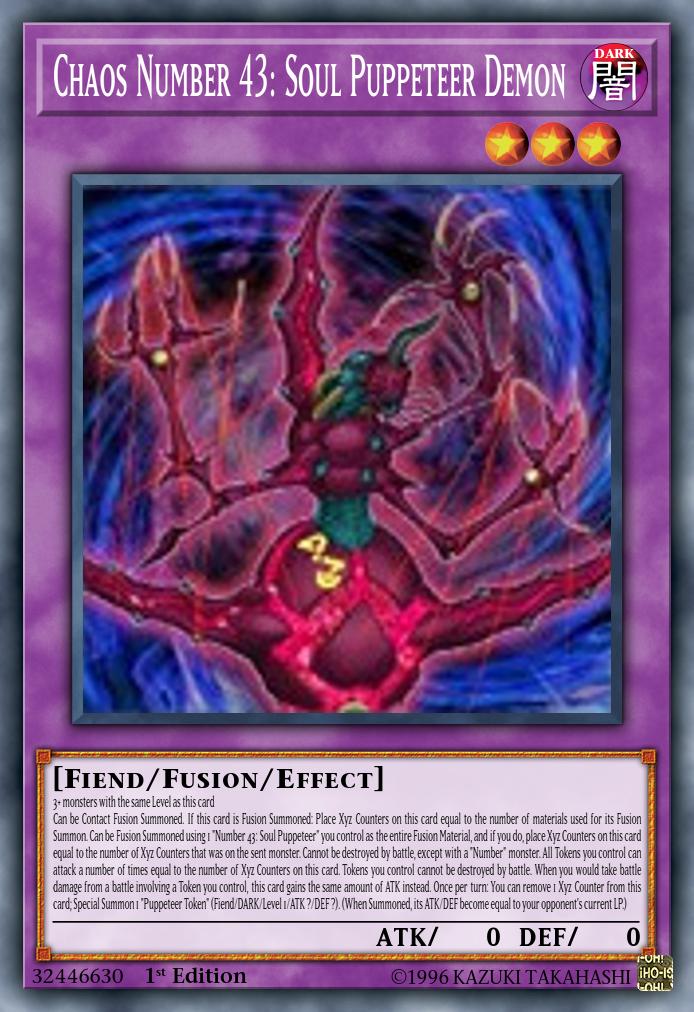 CHAOS NUMBER 43: SOUL PUPPETEER DEMON
DARK
闇
43
[FIEND/FUSION/EFFECT]
3+ monsters with the same Level as this card
Can be Contact Fusion Summoned. If this card is Fusion Summoned: Place Xyz Counters on this card equal to the number of materials used for its Fusion
Summon. Can be Fusion Summoned using 1 "Number 43: Soul Puppeteer" you control as the entire Fusion Material, and if you do, place Xyz Counters on this card
equal to the number of Xyz Counters that was on the sent monster. Cannot be destroyed by battle, except with a "Number" monster. All Tokens you control can
attack a number of times equal to the number of Xyz Counters on this card. Tokens you control cannot be destroyed by battle. When you would take battle
damage from a battle involving a Token you control, this card gains the same amount of ATK instead. Once per turn: You can remove 1 Xyz Counter from this
card; Special Summon 1 "Puppeteer Token" (Fiend/DARK/Level 1/ATK ?/DEF ?). (When Summoned, its ATK/DEF become equal to your opponent's current LP.)
ATK/ 0 DEF/ 0
32446630 1st Edition ©1996 KAZUKI TAKAHASHI